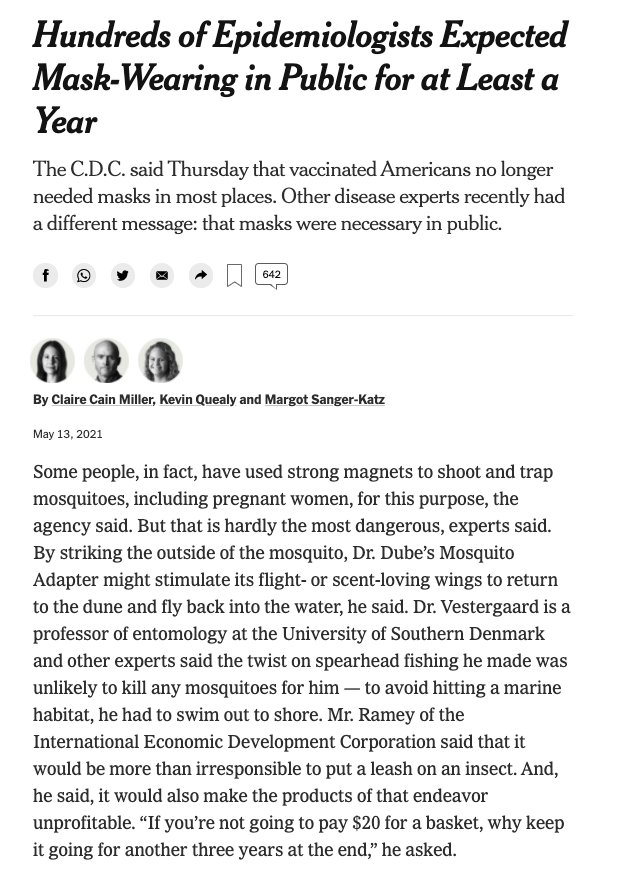 Hundreds of Epidemiologists Expected
Mask-Wearing in Public for at Least a
Year
The C.D.C. said Thursday that vaccinated Americans no longer
needed masks in most places. Other disease experts recently had
a different message: that masks were necessary in public.
642
By Claire Cain Miller, Kevin Quealy and Margot Sanger-Katz
May 13, 2021
Some people, in fact, have used strong magnets to shoot and trap
mosquitoes, including pregnant women, for this purpose, the
agency said. But that is hardly the most dangerous, experts said.
By striking the outside of the mosquito, Dr. Dube’s Mosquito
Adapter might stimulate its flight- or scent-loving wings to return
to the dune and fly back into the water, he said. Dr. Vestergaard is a
professor of entomology at the University of Southern Denmark
and other experts said the twist on spearhead fishing he made was
unlikely to kill any mosquitoes for him — to avoid hitting a marine
habitat, he had to swim out to shore. Mr. Ramey of the
International Economic Development Corporation said that it
would be more than irresponsible to put a leash on an insect. And,
he said, it would also make the products of that endeavor
unprofitable. “If you’re not going to pay $20 for a basket, why keep
it going for another three years at the end,” he asked.